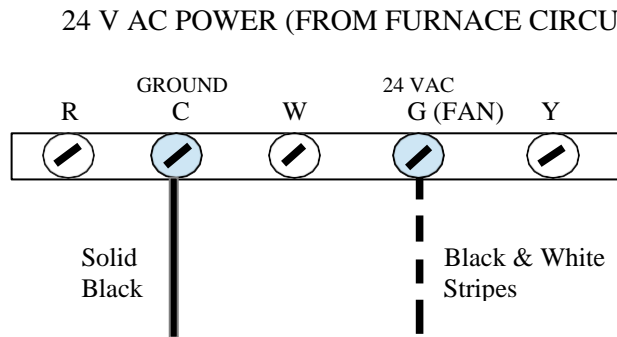 24 V AC POWER (FROM FURNACE CIRCU
GROUND 24 VAC
R C W G (FAN) Y
Solid Black
Black & White Stripes